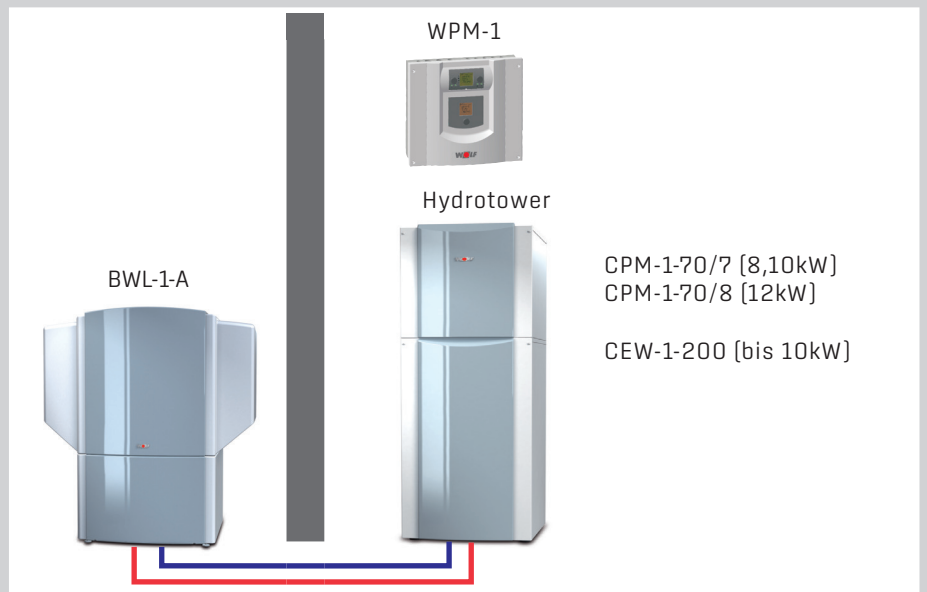 WPM-1
WOLF
Hydrotower
BWL-1-A
CPM-1-70/7 (8,10kW)
CPM-1-70/8 (12kW)
CEW-1-200 (bis 10kW)